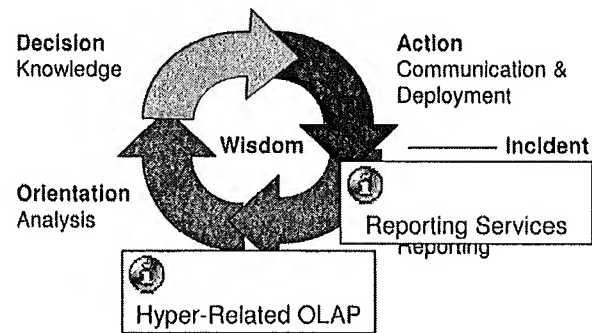 Decision
Knowledge
Action
Communication &
Deployment
Wisdom
Incident
Orientation
Analysis
Reporting Services
Reporting
Hyper-Related OLAP